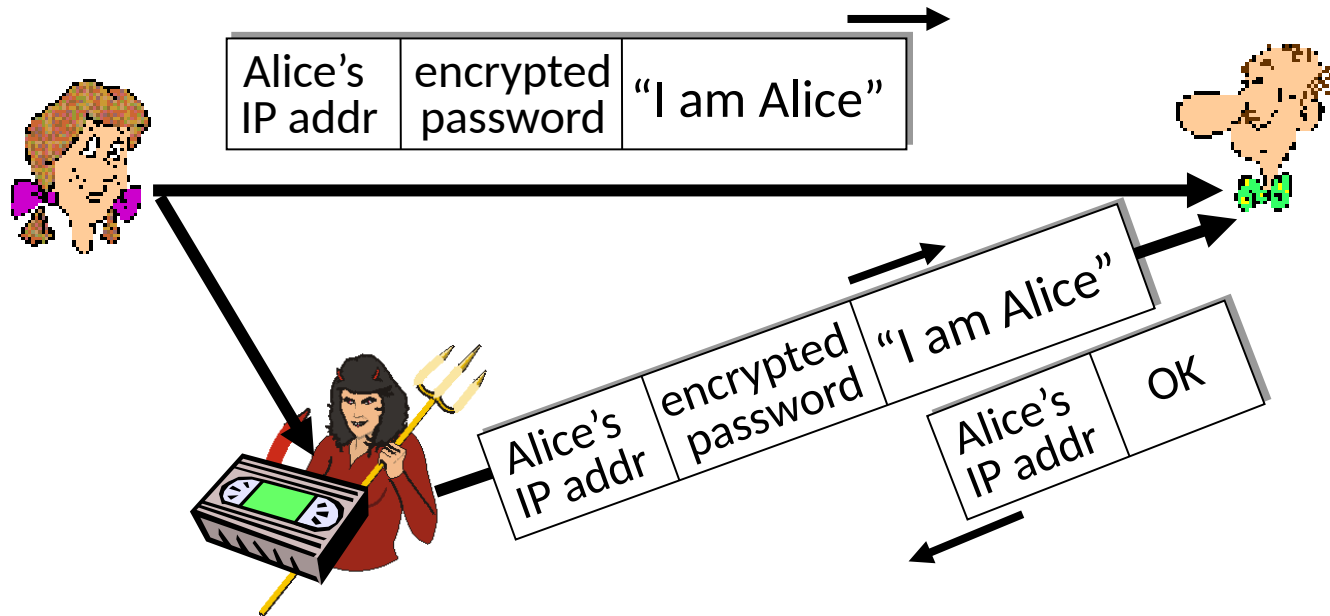 Alice’s
IP addr
encrypted
password
“I am Alice”
Alice’s
IP addr
encrypted
password
“I am Alice”
Alice’s
IP addr
OK